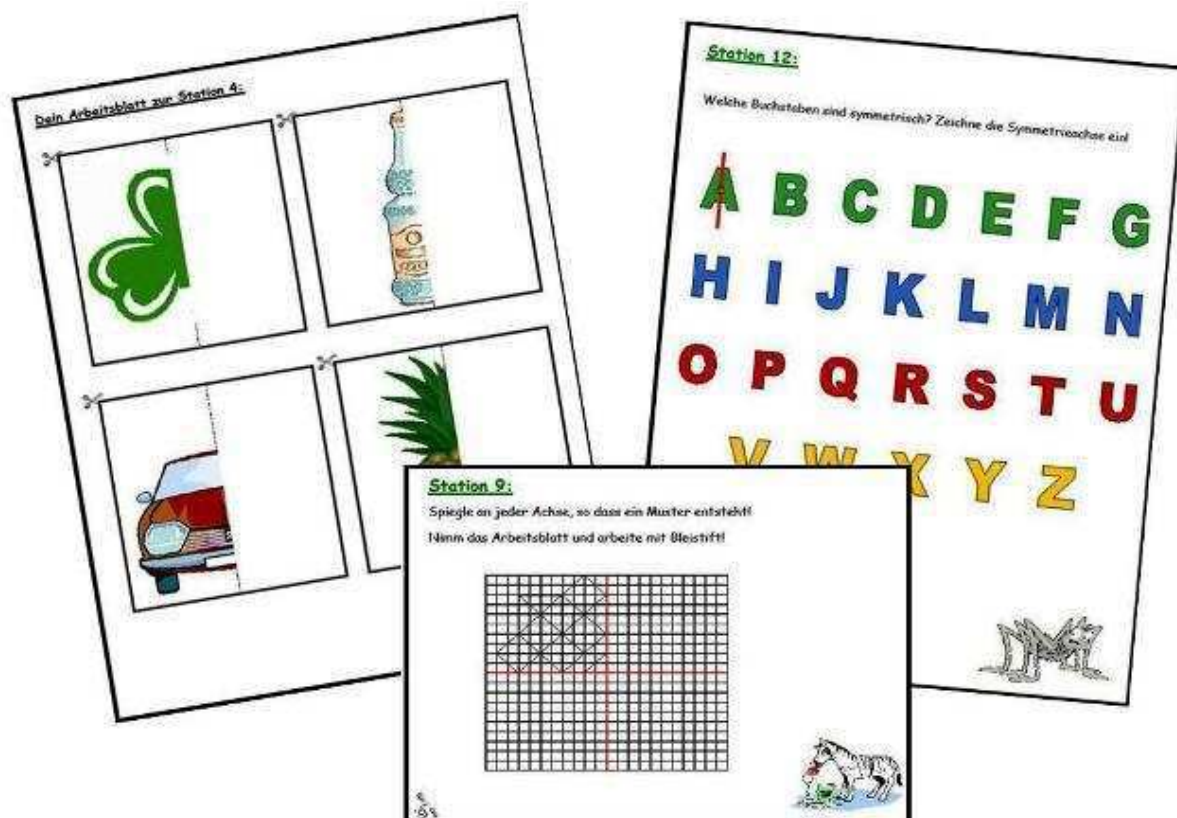 Dein Arbeitsblatt zur Station 4:
Station 12:
Welche Buchstaben sind symmetrisch? Zeichne die Symmetrieachse ein!
A B C D E F G
H I J K L M N
O P Q R S T U
V W X Y Z
Station 9:
Spiegle an jeder Achse, so dass ein Muster entsteht!
Nimm das Arbeitsblatt und arbeite mit Bleistift!